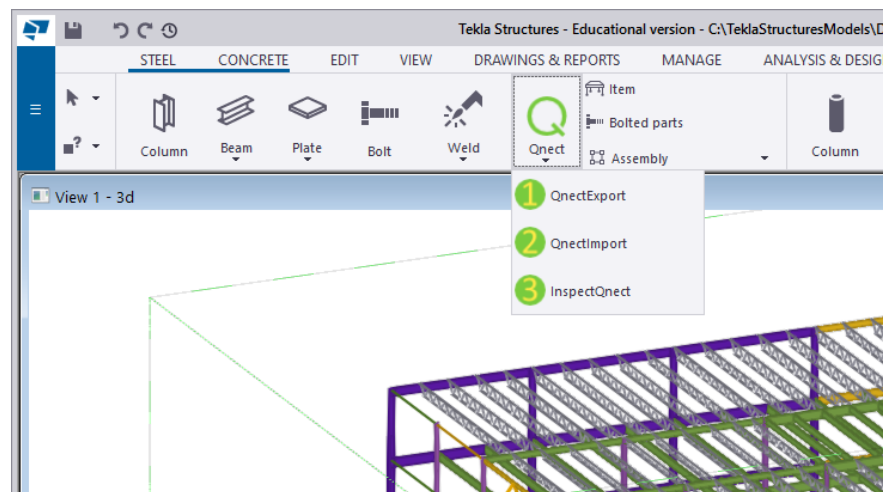 Tekla Structures - Educational version - C:\TeklaStructuresModels\D
STEEL CONCRETE EDIT VIEW DRAWINGS & REPORTS MANAGE ANALYSIS & DESIG
Item
Bolted parts
Column Beam Plate Bolt Weld Qnect Assembly Column
View 1 - 3d
1 QnectExport
2 QnectImport
3 InspectQnect